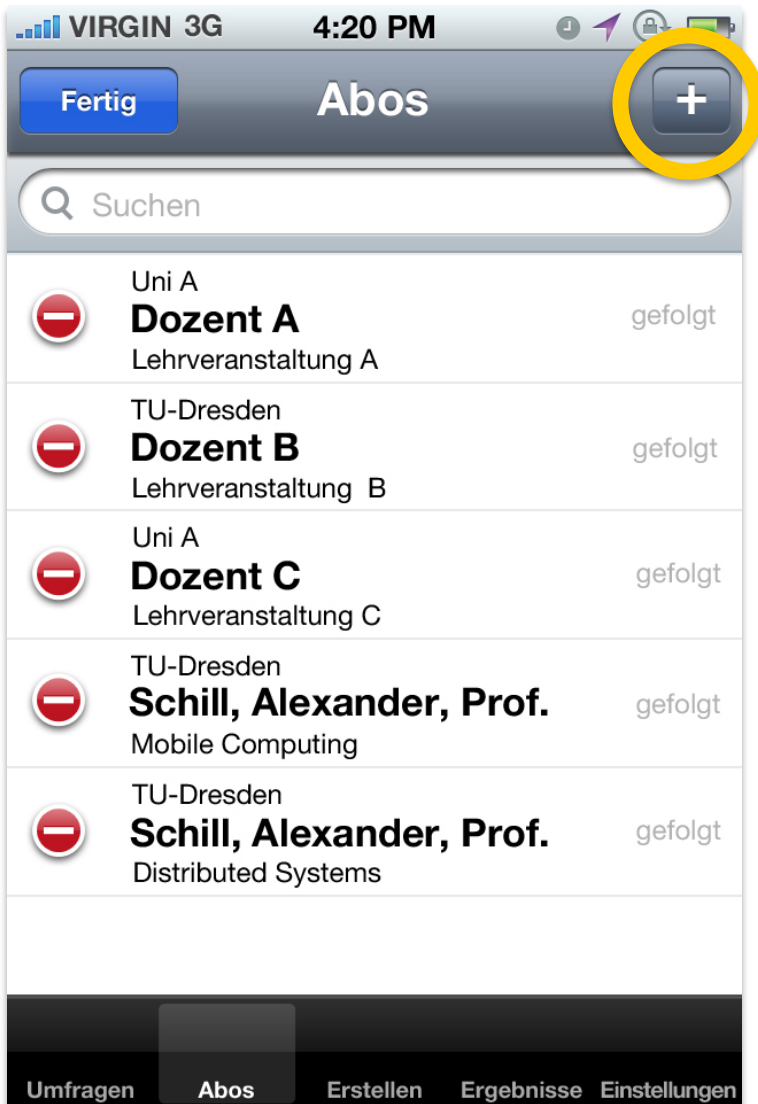 VIRGIN 3G 4:20 PM
Fertig Abos +
Suchen
Uni A
Dozent A gefolgt
Lehrveranstaltung A
TU-Dresden
Dozent B gefolgt
Lehrveranstaltung B
Uni A
Dozent C gefolgt
Lehrveranstaltung C
TU-Dresden
Schill, Alexander, Prof. gefolgt
Mobile Computing
TU-Dresden
Schill, Alexander, Prof. gefolgt
Distributed Systems
Umfragen Abos Erstellen Ergebnisse Einstellungen